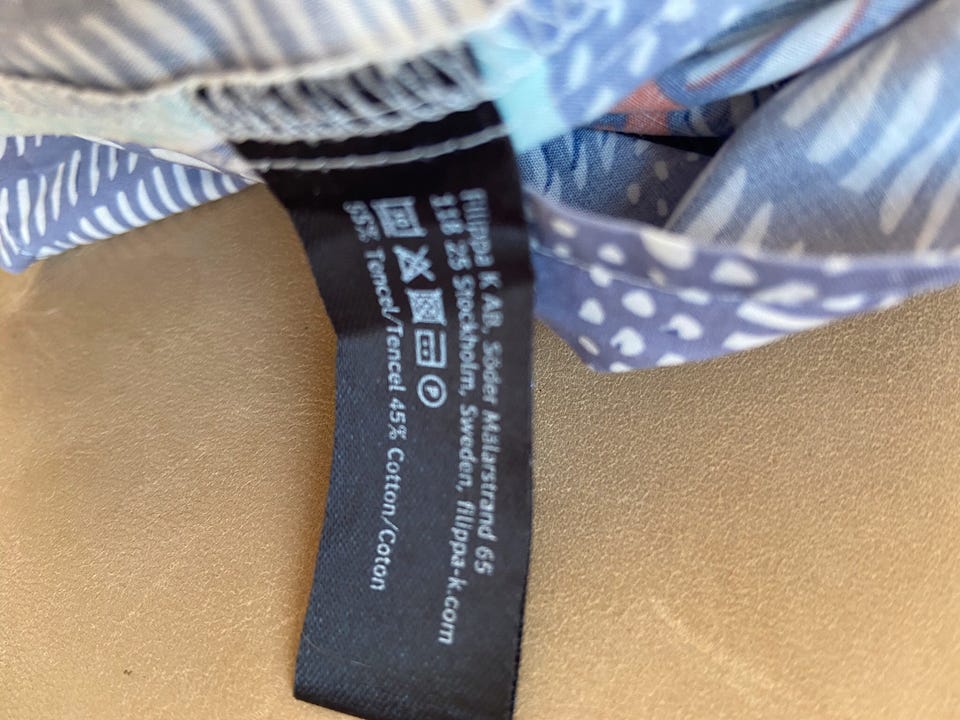 Filippa K AB, Söder Mälarstrand 65
118 25 Stockholm, Sweden, filippa-k.com
P
55% Tencel/Tencel 45% Cotton/Coton